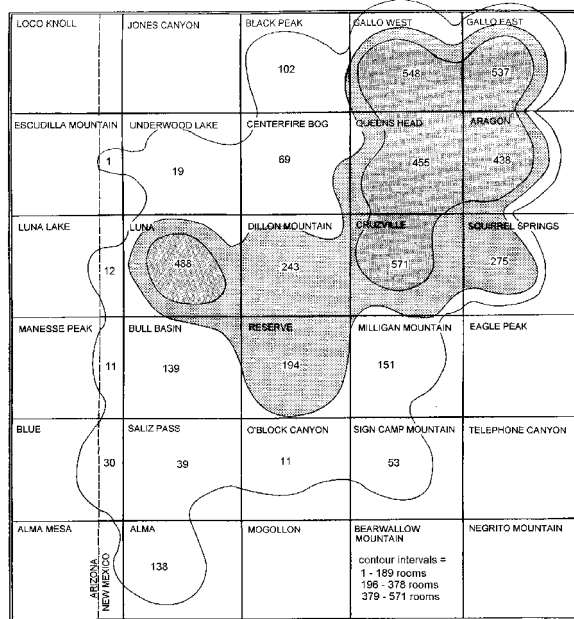 LOCO KNOLL JONES CANYON BLACK PEAK GALLO WEST GALLO EAST
102 548 537
ESCUDILLA MOUNTAIN UNDERWOOD LAKE CENTERFIRE BOG QUEENS HEAD ARAGON
1 19 69 455 438
LUNA LAKE LUNA DILLON MOUNTAIN CRUZVILLE SQUIRREL SPRINGS
12 488 243 571 275
MANESSE PEAK BULL BASIN RESERVE MILLIGAN MOUNTAIN EAGLE PEAK
11 139 194 151
BLUE SALIZ PASS O'BLOCK CANYON SIGN CAMP MOUNTAIN TELEPHONE CANYON
30 39 11 53
ALMA MESA ALMA MOGOLLON BEARWALLOW MOUNTAIN NEGRITO MOUNTAIN
138
ARIZONA
NEW MEXICO
contour intervals =
1 - 189 rooms
196 - 378 rooms
379 - 571 rooms